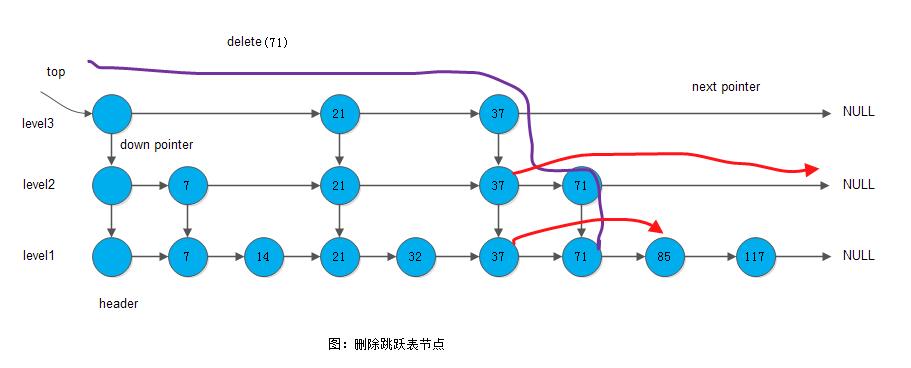 delete(71)
top
next pointer
21
37
NULL
level3
down pointer
level2
7
21
37
71
NULL
level1
7
14
21
32
37
71
85
117
NULL
header
图：删除跳跃表节点